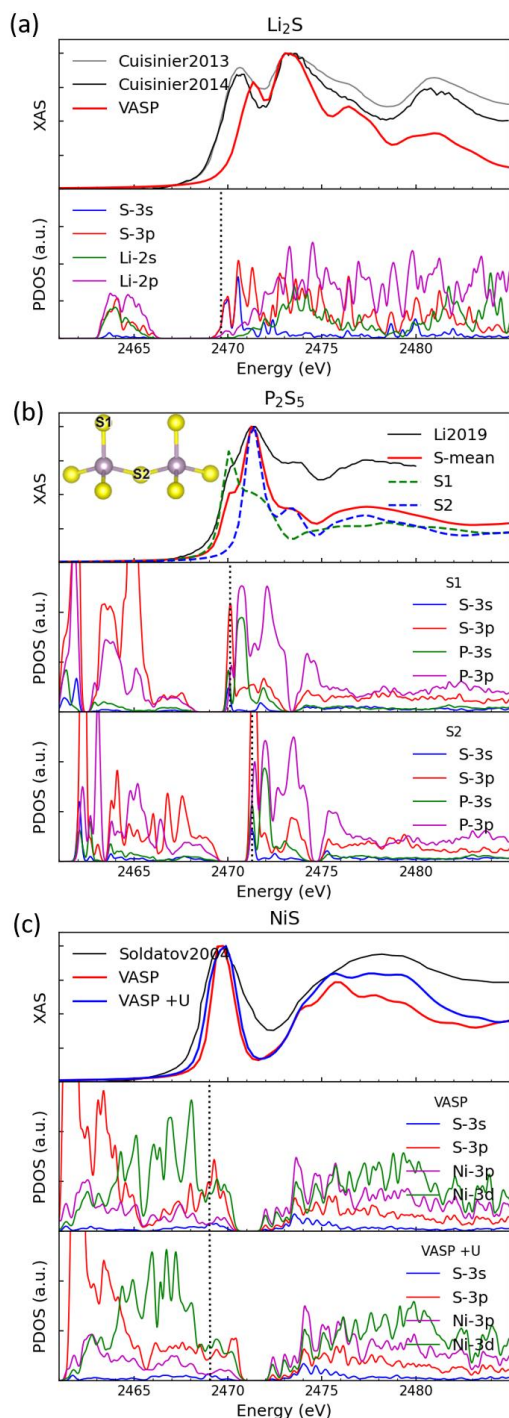 (a)
Li₂S
XAS
Cuisinier2013
Cuisinier2014
VASP
PDOS (a.u.)
S-3s
S-3p
Li-2s
Li-2p
2465 2470 2475 2480
Energy (eV)
(b)
P₂S₅
XAS
S1
S2
Li2019
S-mean
S1
S2
PDOS (a.u.)
S1
S-3s
S-3p
P-3s
P-3p
PDOS (a.u.)
S2
S-3s
S-3p
P-3s
P-3p
2465 2470 2475 2480
Energy (eV)
(c)
NiS
XAS
Soldatov2004
VASP
VASP +U
PDOS (a.u.)
VASP
S-3s
S-3p
Ni-3p
Ni-3d
PDOS (a.u.)
VASP +U
S-3s
S-3p
Ni-3p
Ni-3d
2465 2470 2475 2480
Energy (eV)